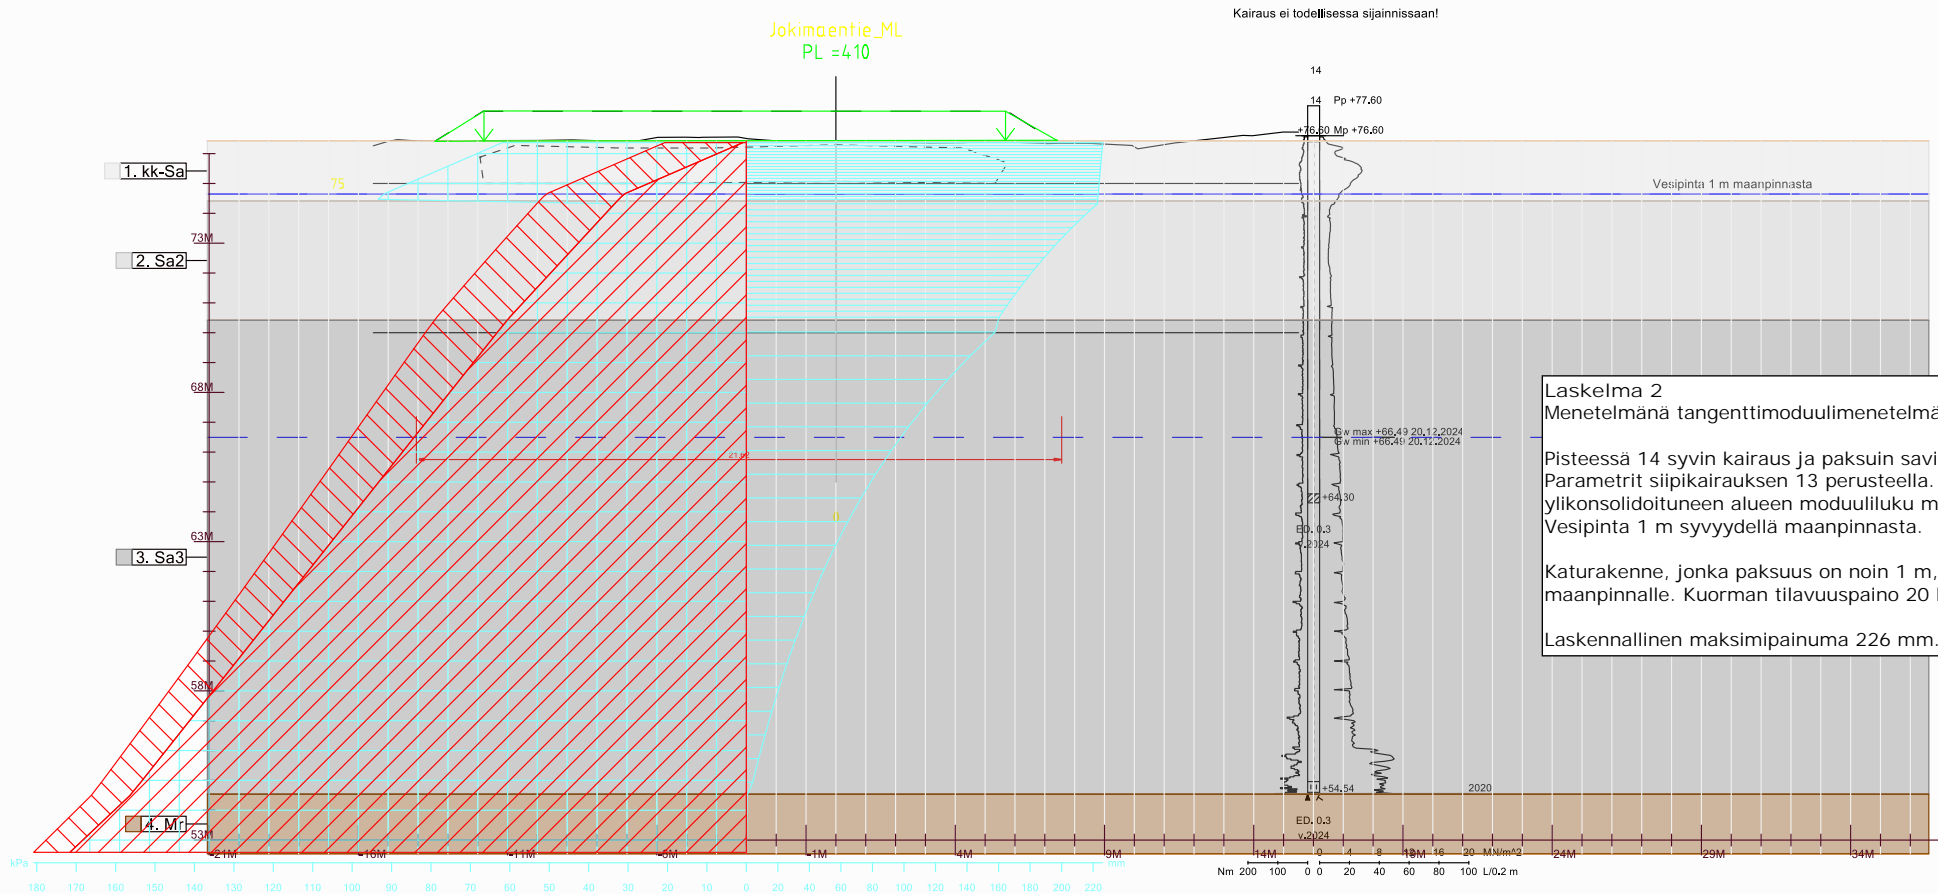 Kairaus ei todellisessa sijainnissaan!
Jokimaentie_ML
PL =410
14
14 Pp +77.60
+76.60 Mp +76.60
1. kk-Sa
75
Vesipinta 1 m maanpinnasta
73M
2. Sa2
68M
Laskelma 2
Menetelmänä tangenttimoduulimenetelmä
Pisteessä 14 syvin kairaus ja paksuin savi
Parametrit siipikairauksen 13 perusteella.
ylikonsolidoituneen alueen moduuliluku m
Vesipinta 1 m syvyydellä maanpinnasta.
Katurakenne, jonka paksuus on noin 1 m,
maanpinnalle. Kuorman tilavuuspaino 20
Laskennallinen maksimipainuma 226 mm.
Gw max +66.49 20.12.2024
Gw min +66.49 20.12.2024
+64.30
0
ED. 0.3
v.2024
63M
3. Sa3
58M
+54.54
2020
4. Mr
ED. 0.3
v.2024
53M
-21M -16M -11M -6M -1M 4M 9M 14M 19M 24M 29M 34M
0 4 8 12 16 20 MN/m^2
kPa mm
Nm 200 100 0 0 20 40 60 80 100 L/0.2 m
180 170 160 150 140 130 120 110 100 90 80 70 60 50 40 30 20 10 0 20 40 60 80 100 120 140 160 180 200 220